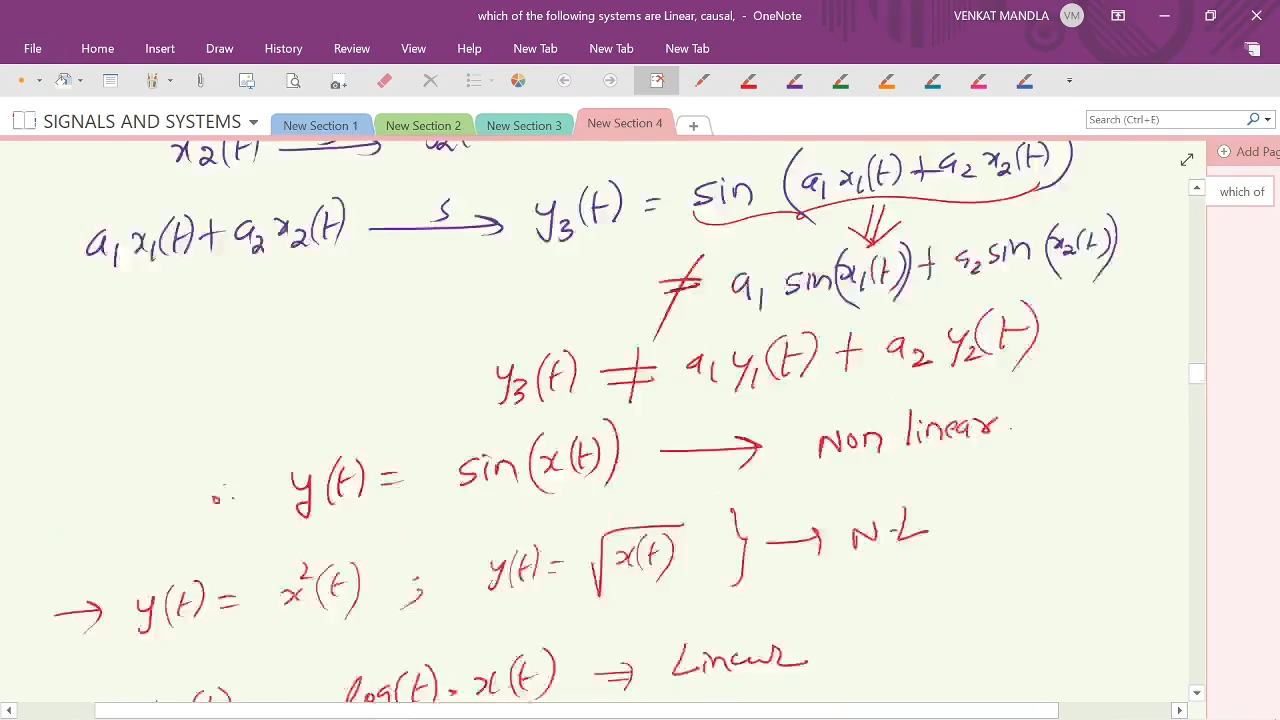 which of the following systems are Linear, causal, - OneNote
VENKAT MANDLA VM
File Home Insert Draw History Review View Help New Tab New Tab New Tab
SIGNALS AND SYSTEMS New Section 1 New Section 2 New Section 3 New Section 4
Search (Ctrl+E)
Add Pag
which of
x2(t)
a1 x1(t) + a2 x2(t) —s→ y3(t) = sin (a1 x1(t) + a2 x2(t))
≠ a1 sin(x1(t)) + a2 sin (x2(t))
y3(t) ≠ a1 y1(t) + a2 y2(t)
∴ y(t) = sin(x(t)) → Non linear.
→ y(t) = x²(t) ; y(t) = √x(t) } → N-L
log(t) . x(t) ⇒ Linear